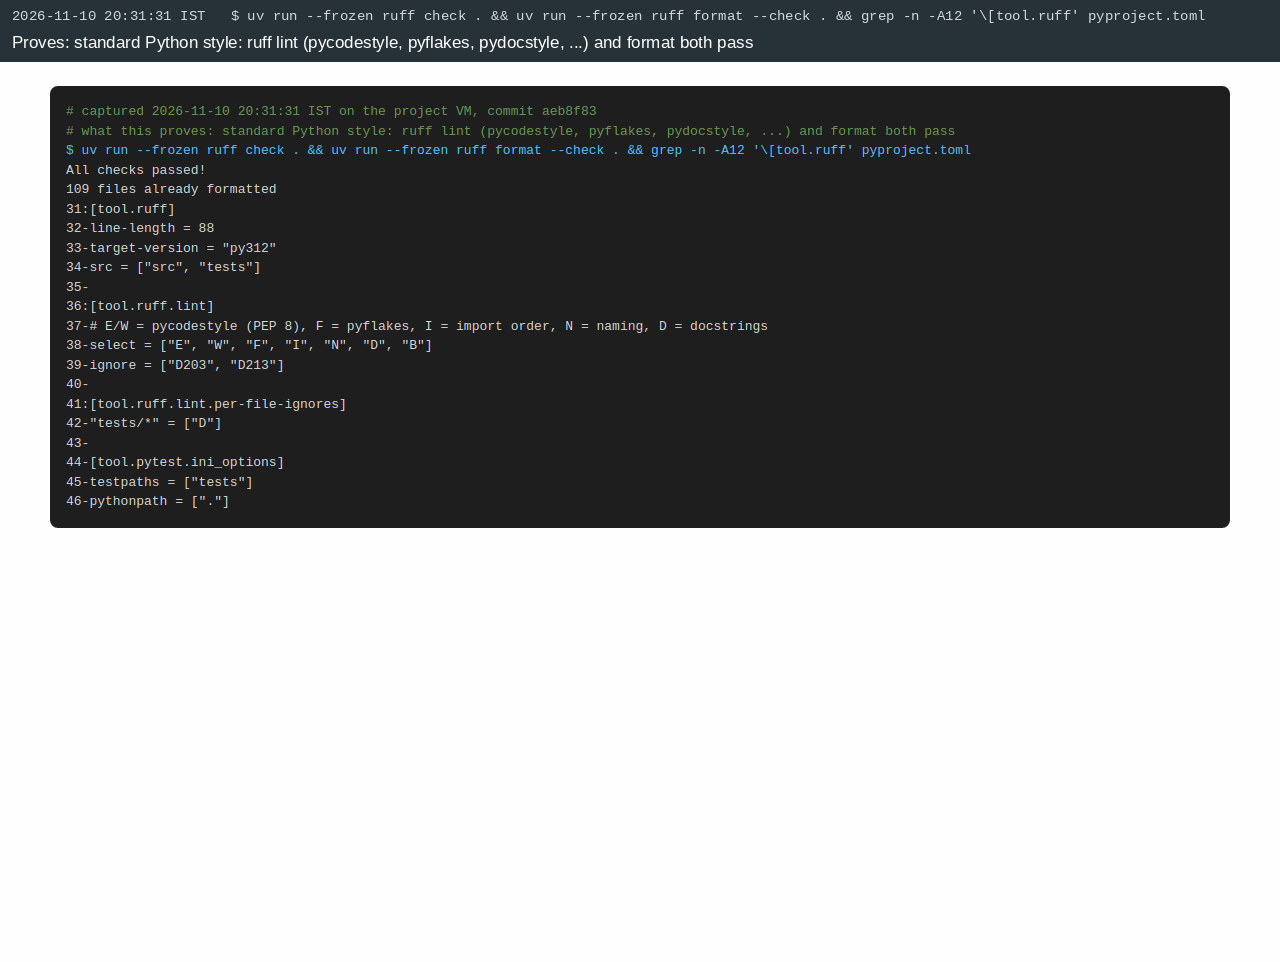 2026-11-10 20:31:31 IST   $ uv run --frozen ruff check . && uv run --frozen ruff format --check . && grep -n -A12 '\[tool.ruff' pyproject.toml
Proves: standard Python style: ruff lint (pycodestyle, pyflakes, pydocstyle, ...) and format both pass
# captured 2026-11-10 20:31:31 IST on the project VM, commit aeb8f83
# what this proves: standard Python style: ruff lint (pycodestyle, pyflakes, pydocstyle, ...) and format both pass
$ uv run --frozen ruff check . && uv run --frozen ruff format --check . && grep -n -A12 '\[tool.ruff' pyproject.toml
All checks passed!
109 files already formatted
31:[tool.ruff]
32-line-length = 88
33-target-version = "py312"
34-src = ["src", "tests"]
35-
36:[tool.ruff.lint]
37-# E/W = pycodestyle (PEP 8), F = pyflakes, I = import order, N = naming, D = docstrings
38-select = ["E", "W", "F", "I", "N", "D", "B"]
39-ignore = ["D203", "D213"]
40-
41:[tool.ruff.lint.per-file-ignores]
42-"tests/*" = ["D"]
43-
44-[tool.pytest.ini_options]
45-testpaths = ["tests"]
46-pythonpath = ["."]